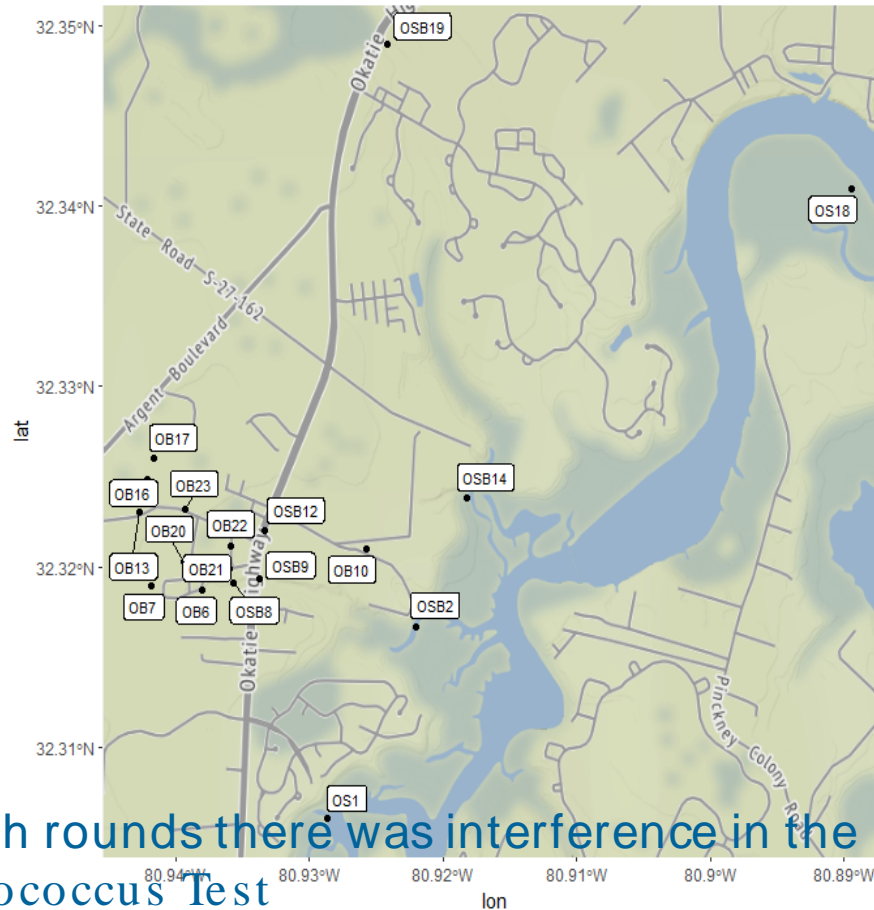 32.35°N
OSB19
Okatie Hig
32.34°N
OS18
State Road S-27-162
Argent Boulevard
32.33°N
lat
OB17
OB16
OB23
OSB14
OB20
OB22
OSB12
32.32°N
OB13
OB21
OSB9
OB10
OB7
OB6
OSB8
OSB2
Okatie Highway
Pinckney Colony Road
32.31°N
OS1
h rounds there was interference in the
80.94°W 80.93°W 80.92°W 80.91°W 80.9°W 80.89°W
ococcus Test
lon